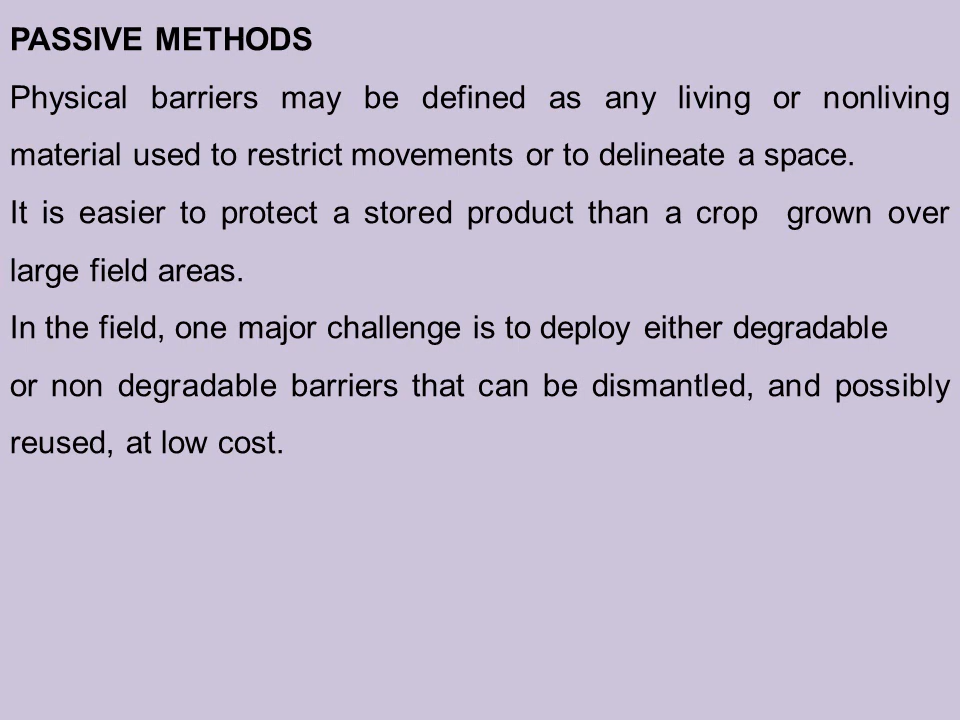 PASSIVE METHODS
Physical barriers may be defined as any living or nonliving
material used to restrict movements or to delineate a space.
It is easier to protect a stored product than a crop  grown over
large field areas.
In the field, one major challenge is to deploy either degradable
or non degradable barriers that can be dismantled, and possibly
reused, at low cost.